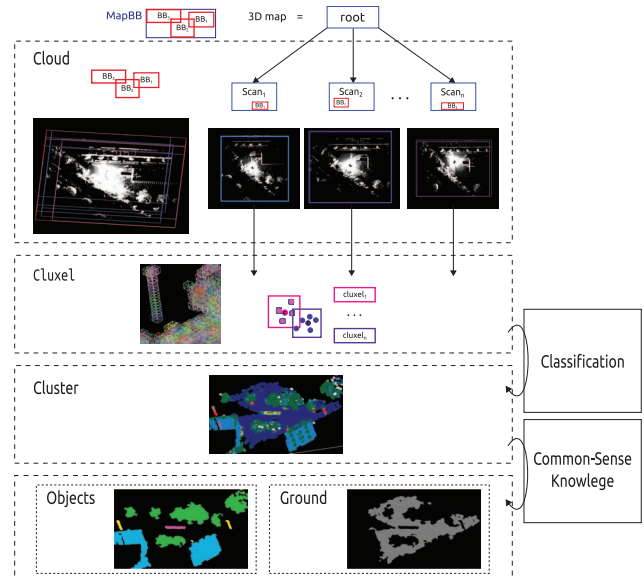 MapBB
BB₁
BB₁
BB₂
3D map =
root
Cloud
BBₙ
BB₁
BB₂
Scan₁
BB₁
Scan₂
BB₂
. . .
Scanₙ
BBₙ
Cluxel
cluxel₁
. . .
cluxelₙ
Classification
Cluster
Common-Sense
Knowlege
Objects
Ground